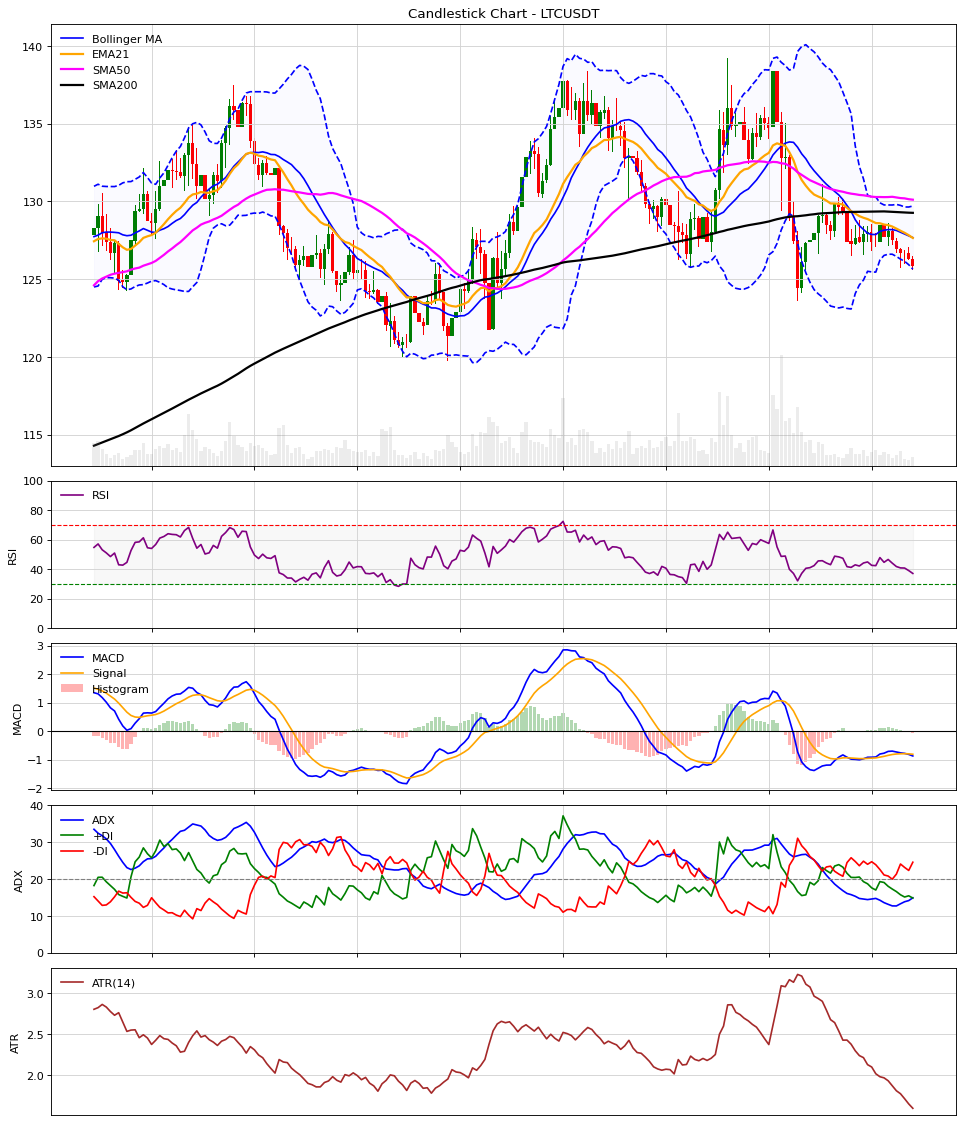 Candlestick Chart - LTCUSDT
Bollinger MA
EMA21
SMA50
SMA200
140
135
130
125
120
115
RSI
RSI
100
80
60
40
20
0
MACD
Signal
Histogram
MACD
3
2
1
0
−1
−2
ADX
+DI
-DI
ADX
40
30
20
10
0
ATR(14)
ATR
3.0
2.5
2.0